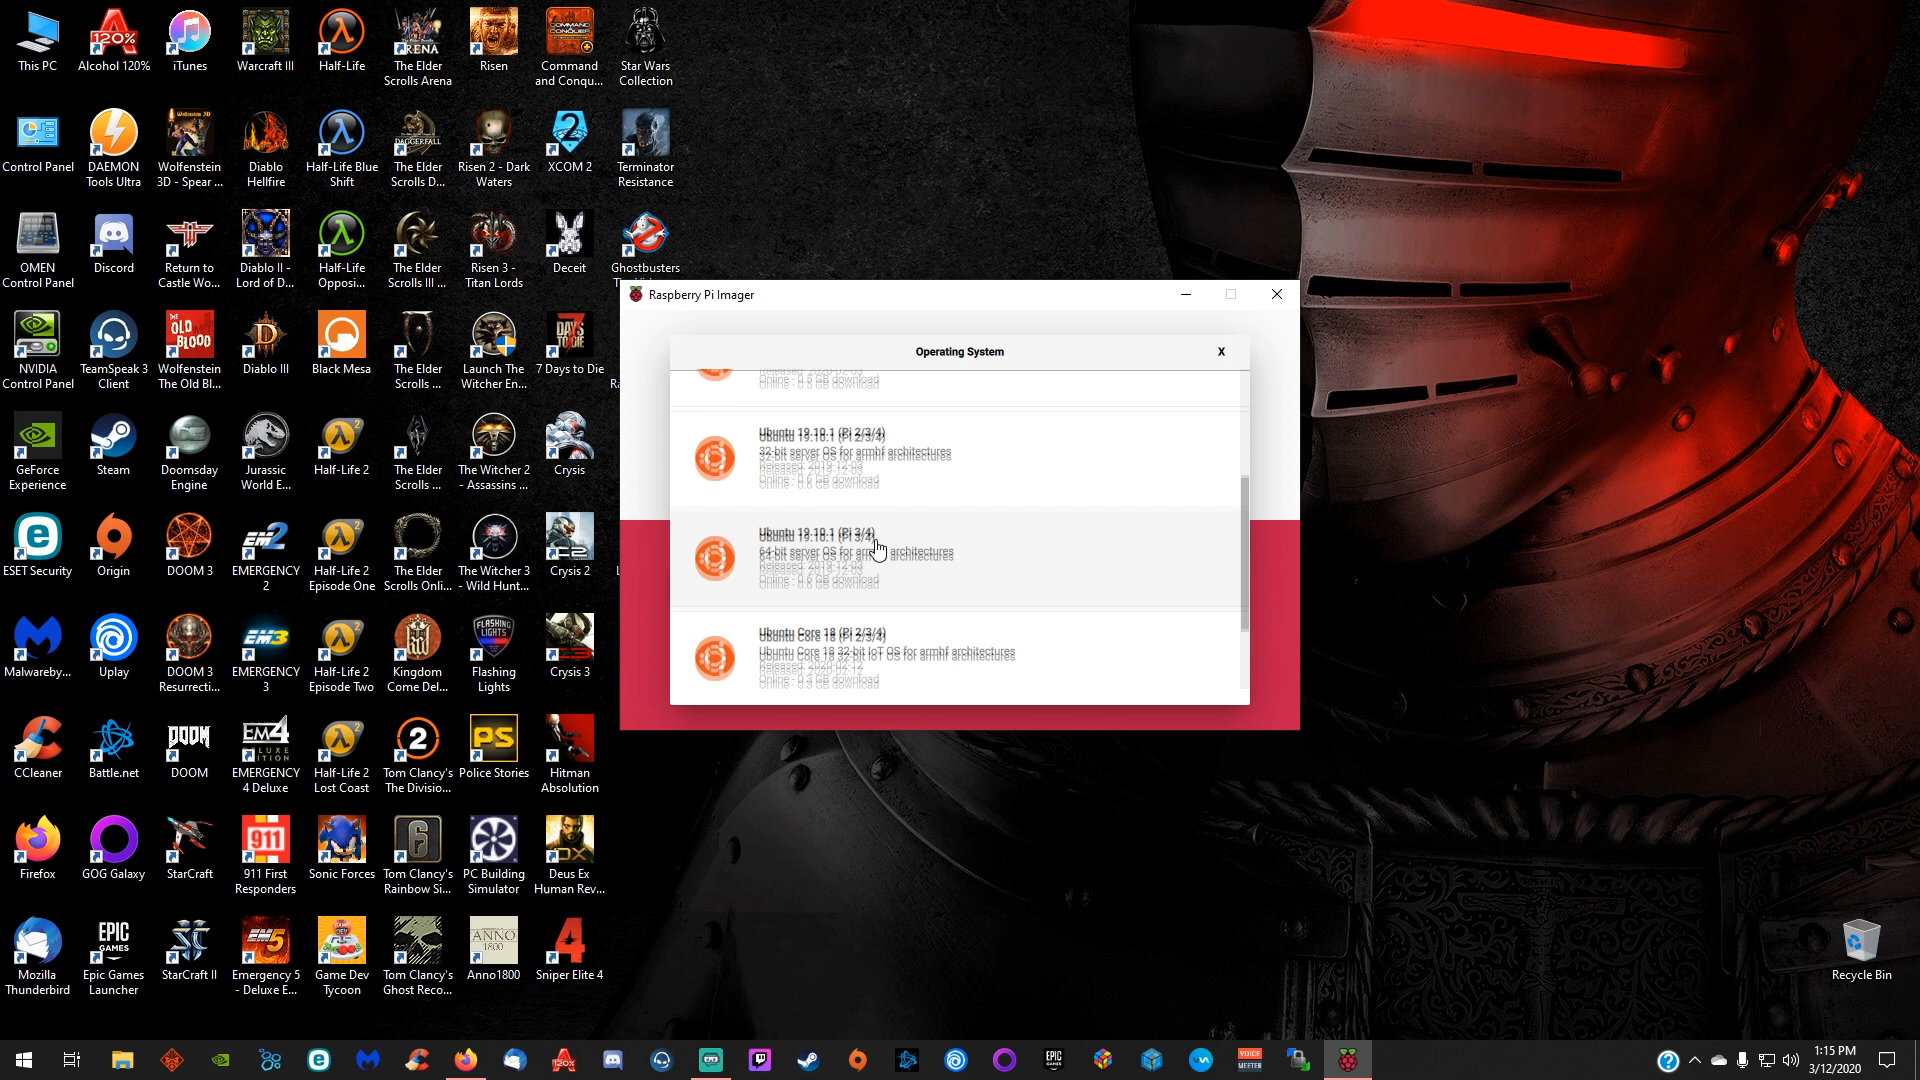 This PC
Alcohol 120%
iTunes
Warcraft III
Half-Life
The Elder
Scrolls Arena
Risen
Command
and Conqu...
Star Wars
Collection
Control Panel
DAEMON
Tools Ultra
Wolfenstein
3D - Spear ...
Diablo
Hellfire
Half-Life Blue
Shift
The Elder
Scrolls D...
Risen 2 - Dark
Waters
XCOM 2
Terminator
Resistance
OMEN
Control Panel
Discord
Return to
Castle Wo...
Diablo II -
Lord of D...
Half-Life
Opposi...
The Elder
Scrolls III ...
Risen 3 -
Titan Lords
Deceit
Ghostbusters
NVIDIA
Control Panel
TeamSpeak 3
Client
Wolfenstein
The Old Bl...
Diablo III
Black Mesa
The Elder
Scrolls ...
Launch The
Witcher En...
7 Days to Die
GeForce
Experience
Steam
Doomsday
Engine
Jurassic
World E...
Half-Life 2
The Elder
Scrolls ...
The Witcher 2
- Assassins ...
Crysis
ESET Security
Origin
DOOM 3
EMERGENCY
2
Half-Life 2
Episode One
The Elder
Scrolls Onli...
The Witcher 3
- Wild Hunt...
Crysis 2
Malwareby...
Uplay
DOOM 3
Resurrecti...
EMERGENCY
3
Half-Life 2
Episode Two
Kingdom
Come Del...
Flashing
Lights
Crysis 3
CCleaner
Battle.net
DOOM
EMERGENCY
4 Deluxe
Half-Life 2
Lost Coast
Tom Clancy's
The Divisio...
Police Stories
Hitman
Absolution
Firefox
GOG Galaxy
StarCraft
911 First
Responders
Sonic Forces
Tom Clancy's
Rainbow Si...
PC Building
Simulator
Deus Ex
Human Rev...
Mozilla
Thunderbird
Epic Games
Launcher
StarCraft II
Emergency 5
- Deluxe E...
Game Dev
Tycoon
Tom Clancy's
Ghost Reco...
Anno1800
Sniper Elite 4
Raspberry Pi Imager
Operating System
X
Released: 2020-02-03
Online - 0.5 GB download
Ubuntu 19.10.1 (Pi 2/3/4)
32-bit server OS for armhf architectures
Released: 2019-12-03
Online - 0.6 GB download
Ubuntu 19.10.1 (Pi 3/4)
64-bit server OS for architectures
Released: 2019-12-03
Online - 0.6 GB download
Ubuntu Core 18 (Pi 2/3/4)
Ubuntu Core 18 32-bit IoT OS for armhf architectures
Released: 2020-02-12
Online - 0.3 GB download
Recycle Bin
1:15 PM
3/12/2020